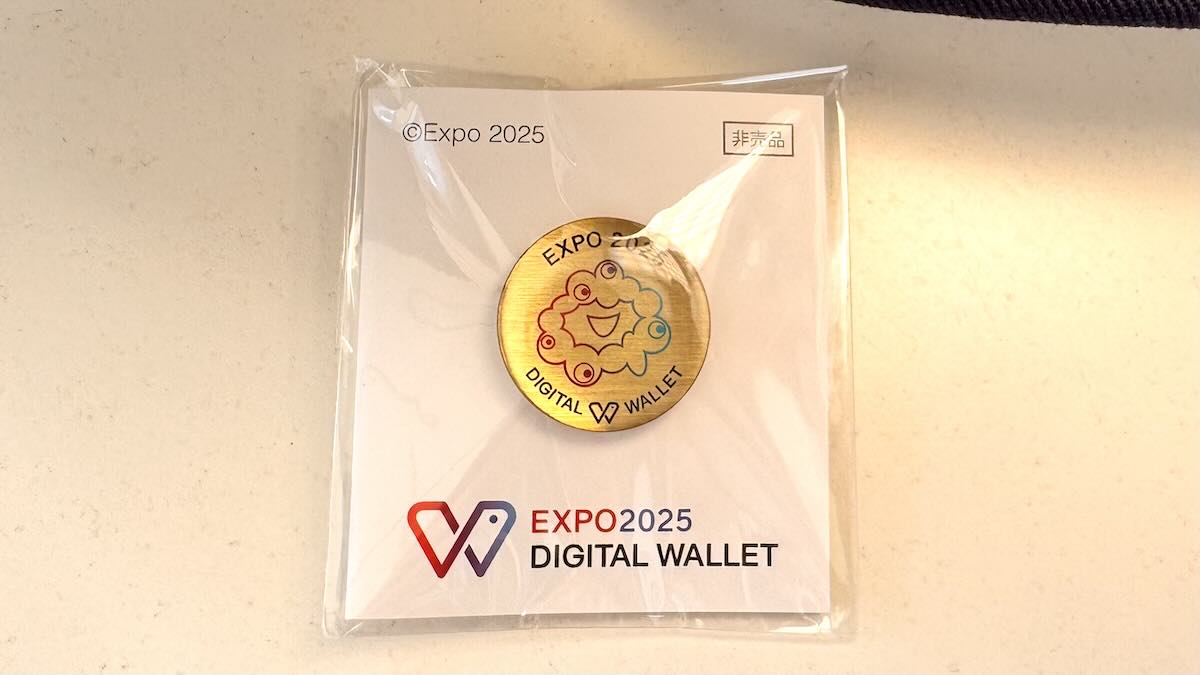 ©Expo 2025
非売品
EXPO
DIGITAL WALLET
EXPO2025
DIGITAL WALLET